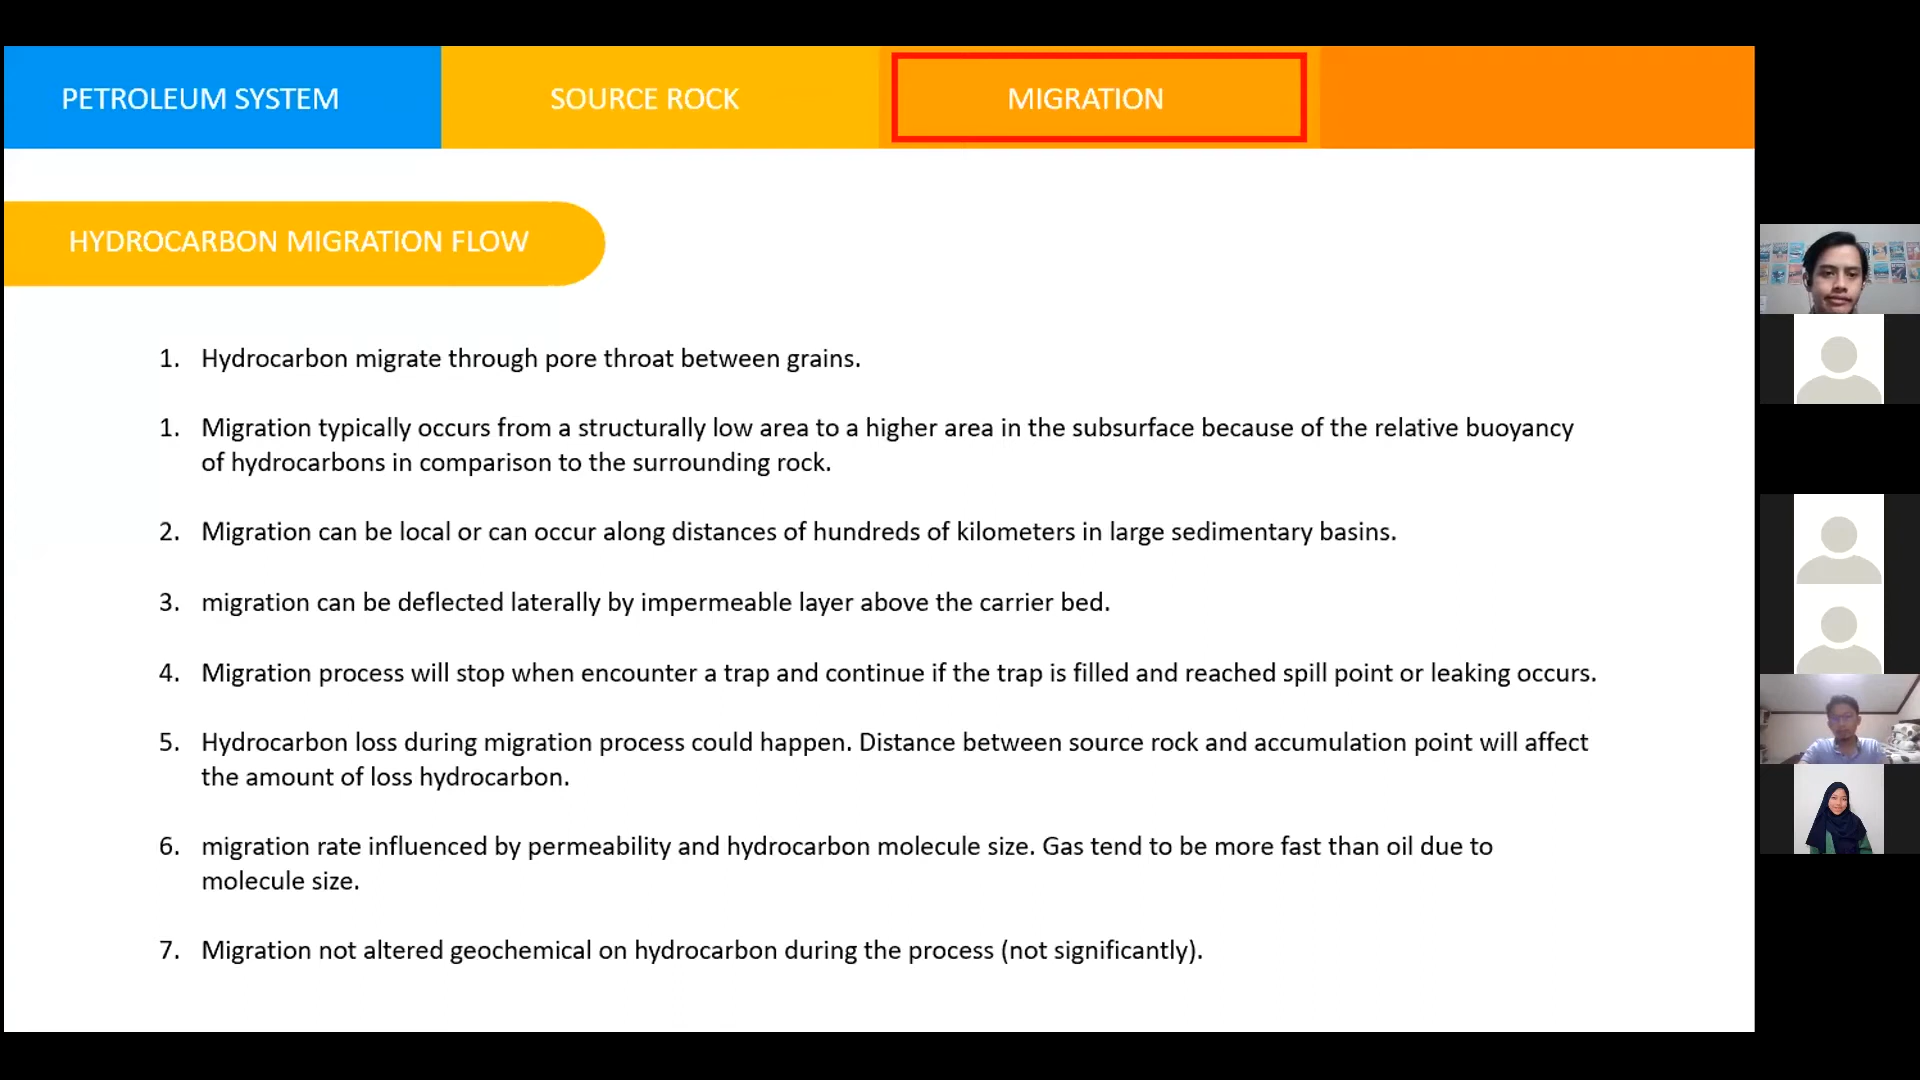 PETROLEUM SYSTEM
SOURCE ROCK
MIGRATION
HYDROCARBON MIGRATION FLOW
1. Hydrocarbon migrate through pore throat between grains.
1. Migration typically occurs from a structurally low area to a higher area in the subsurface because of the relative buoyancy
of hydrocarbons in comparison to the surrounding rock.
2. Migration can be local or can occur along distances of hundreds of kilometers in large sedimentary basins.
3. migration can be deflected laterally by impermeable layer above the carrier bed.
4. Migration process will stop when encounter a trap and continue if the trap is filled and reached spill point or leaking occurs.
5. Hydrocarbon loss during migration process could happen. Distance between source rock and accumulation point will affect
the amount of loss hydrocarbon.
6. migration rate influenced by permeability and hydrocarbon molecule size. Gas tend to be more fast than oil due to
molecule size.
7. Migration not altered geochemical on hydrocarbon during the process (not significantly).